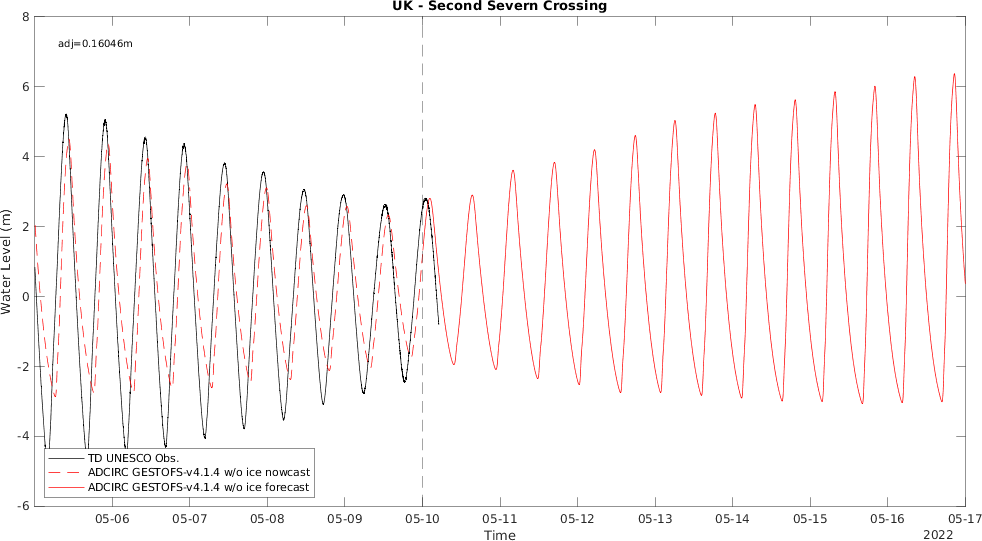 UK - Second Severn Crossing
adj=0.16046m
8
6
4
2
0
-2
-4
-6
Water Level (m)
TD UNESCO Obs.
ADCIRC GESTOFS-v4.1.4 w/o ice nowcast
ADCIRC GESTOFS-v4.1.4 w/o ice forecast
05-06 05-07 05-08 05-09 05-10 05-11 05-12 05-13 05-14 05-15 05-16 05-17
Time
2022